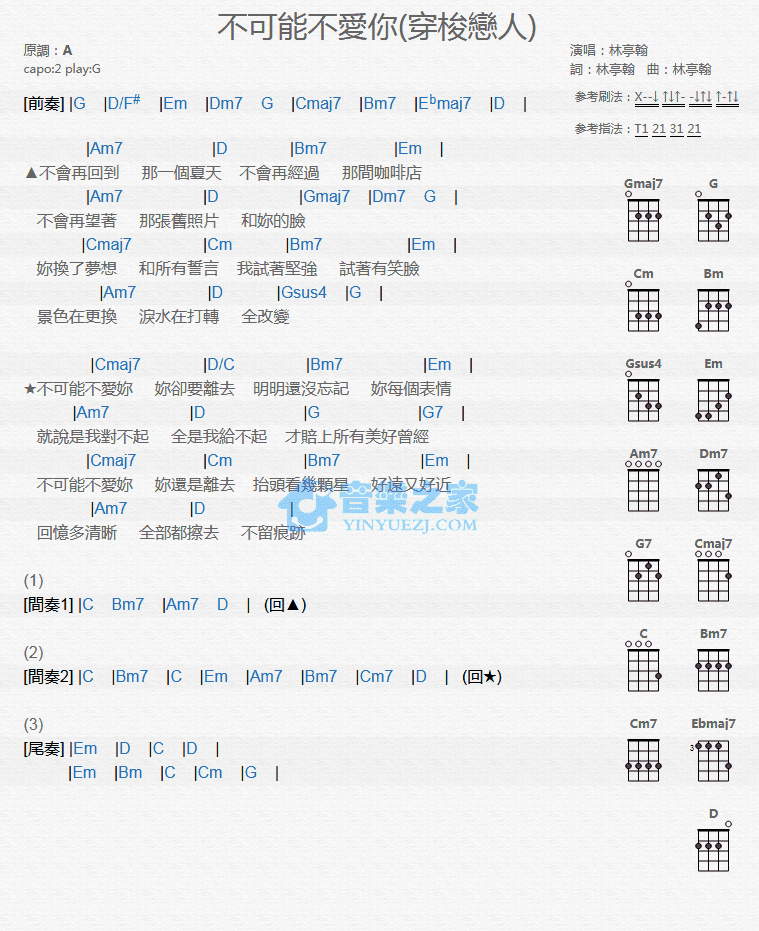 不可能不愛你(穿梭戀人)
原調：A
capo:2 play:G
演唱：林亭翰
詞：林亭翰　曲：林亭翰
參考刷法：X--↓ ↑↓↑- -↓↑↓ ↑-↑↓
參考指法：T1 21 31 21
[前奏] |G |D/F# |Em |Dm7 G |Cmaj7 |Bm7 |Ebmaj7 |D |
|Am7 |D |Bm7 |Em |
▲不會再回到　那一個夏天　不會再經過　那間咖啡店
|Am7 |D |Gmaj7 |Dm7 G |
不會再望著　那張舊照片　和妳的臉
|Cmaj7 |Cm |Bm7 |Em |
妳換了夢想　和所有誓言　我試著堅強　試著有笑臉
|Am7 |D |Gsus4 |G |
景色在更換　淚水在打轉　全改變
|Cmaj7 |D/C |Bm7 |Em |
★不可能不愛妳　妳卻要離去　明明還沒忘記　妳每個表情
|Am7 |D |G |G7 |
就說是我對不起　全是我給不起　才賠上所有美好曾經
|Cmaj7 |Cm |Bm7 |Em |
不可能不愛妳　妳還是離去　抬頭看幾顆星　好遠又好近
|Am7 |D |
回憶多清晰　全部都擦去　不留痕跡
音樂之家
YINYUEZJ.COM
(1)
[間奏1] |C Bm7 |Am7 D | (回▲)
(2)
[間奏2] |C |Bm7 |C |Em |Am7 |Bm7 |Cm7 |D | (回★)
(3)
[尾奏] |Em |D |C |D |
|Em |Bm |C |Cm |G |
Gmaj7 G
Cm Bm
Gsus4 Em
Am7 Dm7
G7 Cmaj7
C Bm7
Cm7 Ebmaj7
3
D